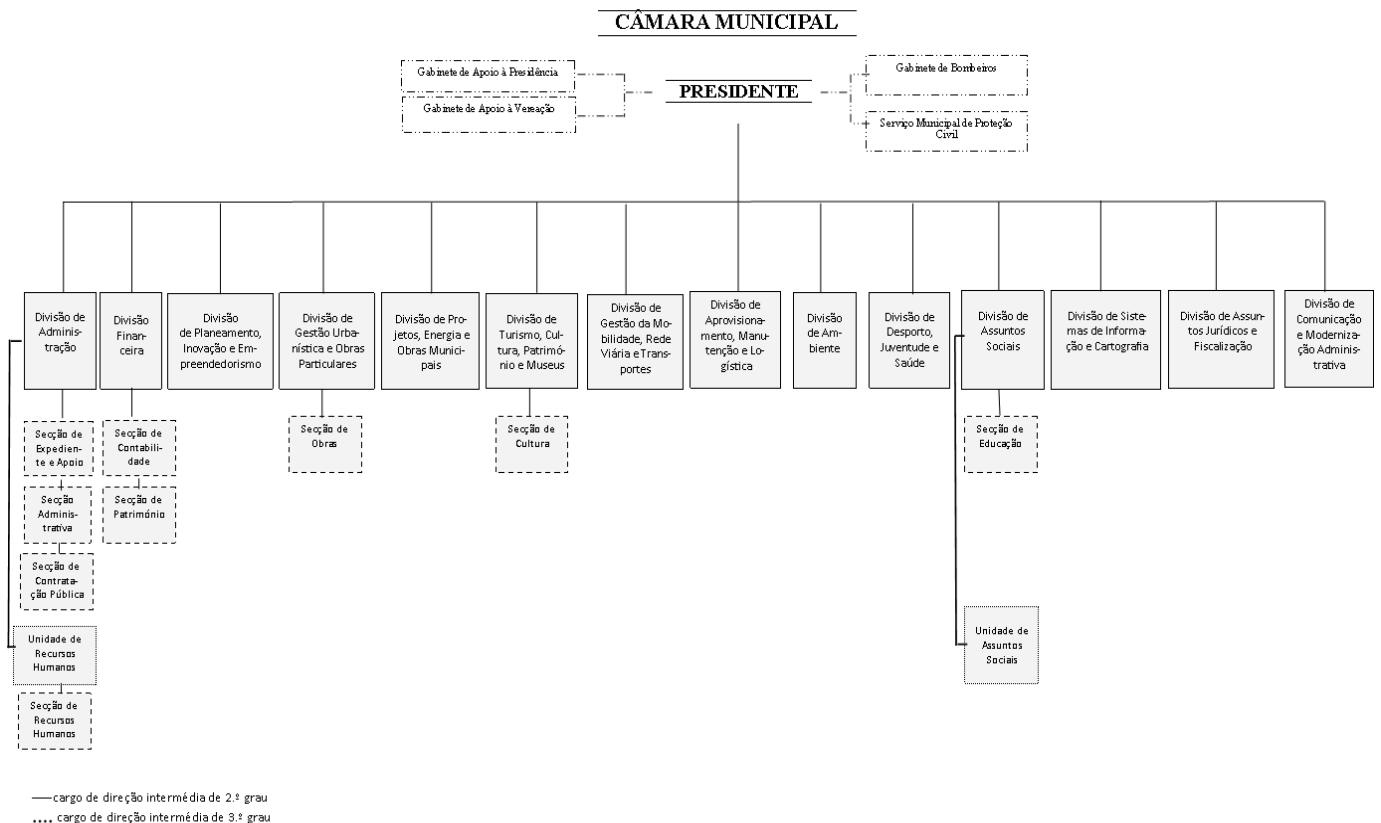 CÂMARA MUNICIPAL
Gabinete de Apoio à Presidência
Gabinete de Apoio à Vereação
PRESIDENTE
Gabinete de Bombeiros
Serviço Municipal de Proteção
Civil
Divisão de
Adminis-
tração
Divisão
Finan-
ceira
Divisão
de Planeamento,
Inovação e Em-
preendedorismo
Divisão de
Gestão Urba-
nística e Obras
Particulares
Divisão de Pro-
jetos, Energia e
Obras Munici-
pais
Divisão de
Turismo, Cul-
tura, Patrimó-
nio e Museus
Divisão de
Gestão da Mo-
bilidade, Rede
Viária e Trans-
portes
Divisão de
Aprovisiona-
mento, Manu-
tenção e Lo-
gística
Divisão
de Am-
biente
Divisão de
Desporto,
Juventude e
Saúde
Divisão de
Assuntos
Sociais
Divisão de Siste-
mas de Informa-
ção e Cartografia
Divisão de Assun-
tos Jurídicos e
Fiscalização
Divisão de
Comunicação
e Moderniza-
ção Adminis-
trativa
Secção de
Expedien-
te e Apoio
Secção
Adminis-
trativa
Secção de
Contrata-
ção Pública
Unidade de
Recursos
Humanos
Secção de
Recursos
Humanos
Secção de
Contabili-
dade
Secção de
Património
Secção de
Obras
Secção de
Cultura
Secção de
Educação
Unidade de
Assuntos
Sociais
cargo de direção intermédia de 2.º grau
.... cargo de direção intermédia de 3.º grau